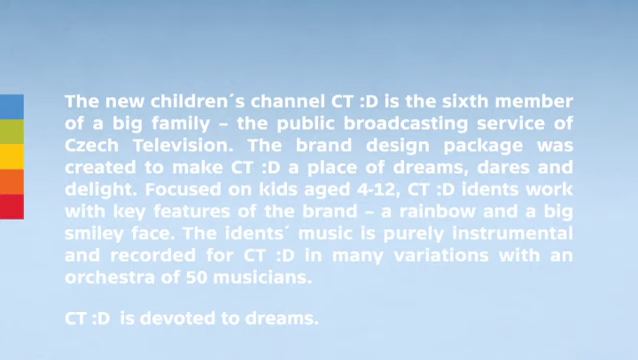 The new children´s channel CT :D is the sixth member
of a big family – the public broadcasting service of
Czech Television. The brand design package was
created to make CT :D a place of dreams, dares and
delight. Focused on kids aged 4-12, CT :D idents work
with key features of the brand – a rainbow and a big
smiley face. The idents´ music is purely instrumental
and recorded for CT :D in many variations with an
orchestra of 50 musicians.
CT :D is devoted to dreams.